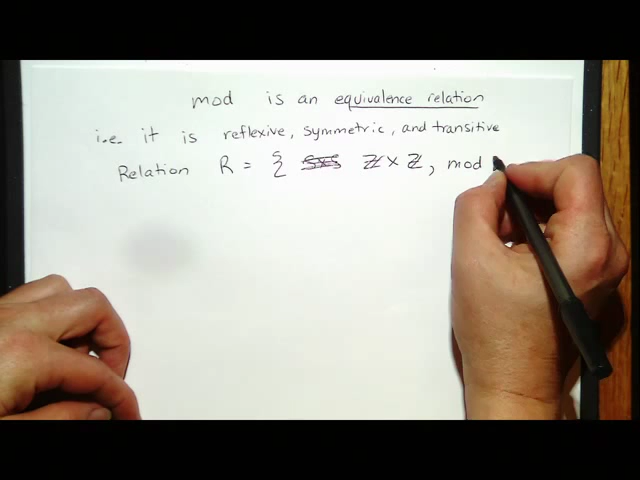 mod is an equivalence relation
i.e. it is reflexive, symmetric, and transitive
Relation R = { ℤ × ℤ, mod